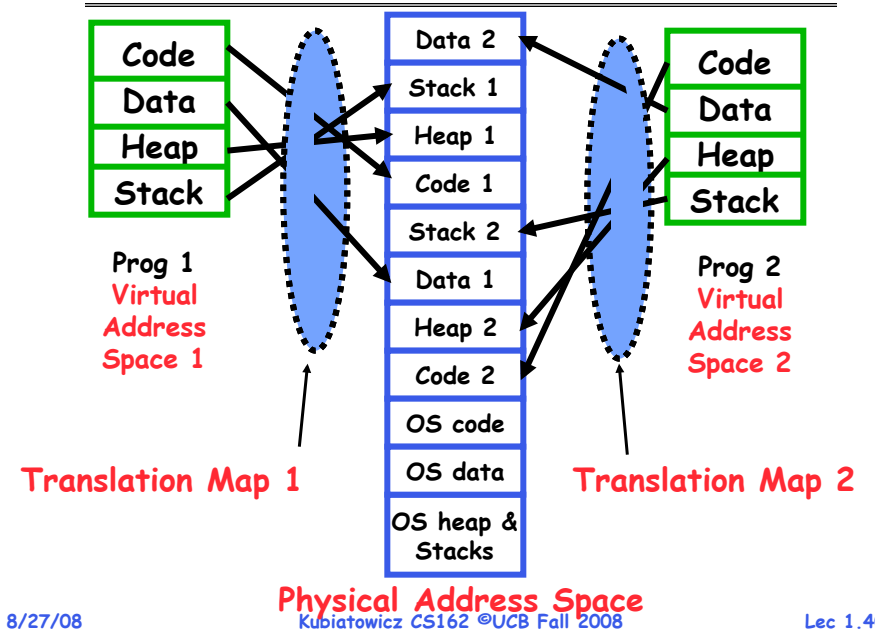 Code
Data
Heap
Stack
Prog 1
Virtual
Address
Space 1
Translation Map 1
Data 2
Stack 1
Heap 1
Code 1
Stack 2
Data 1
Heap 2
Code 2
OS code
OS data
OS heap &
Stacks
Physical Address Space
Code
Data
Heap
Stack
Prog 2
Virtual
Address
Space 2
Translation Map 2
8/27/08
Kubiatowicz CS162 ©UCB Fall 2008
Lec 1.4